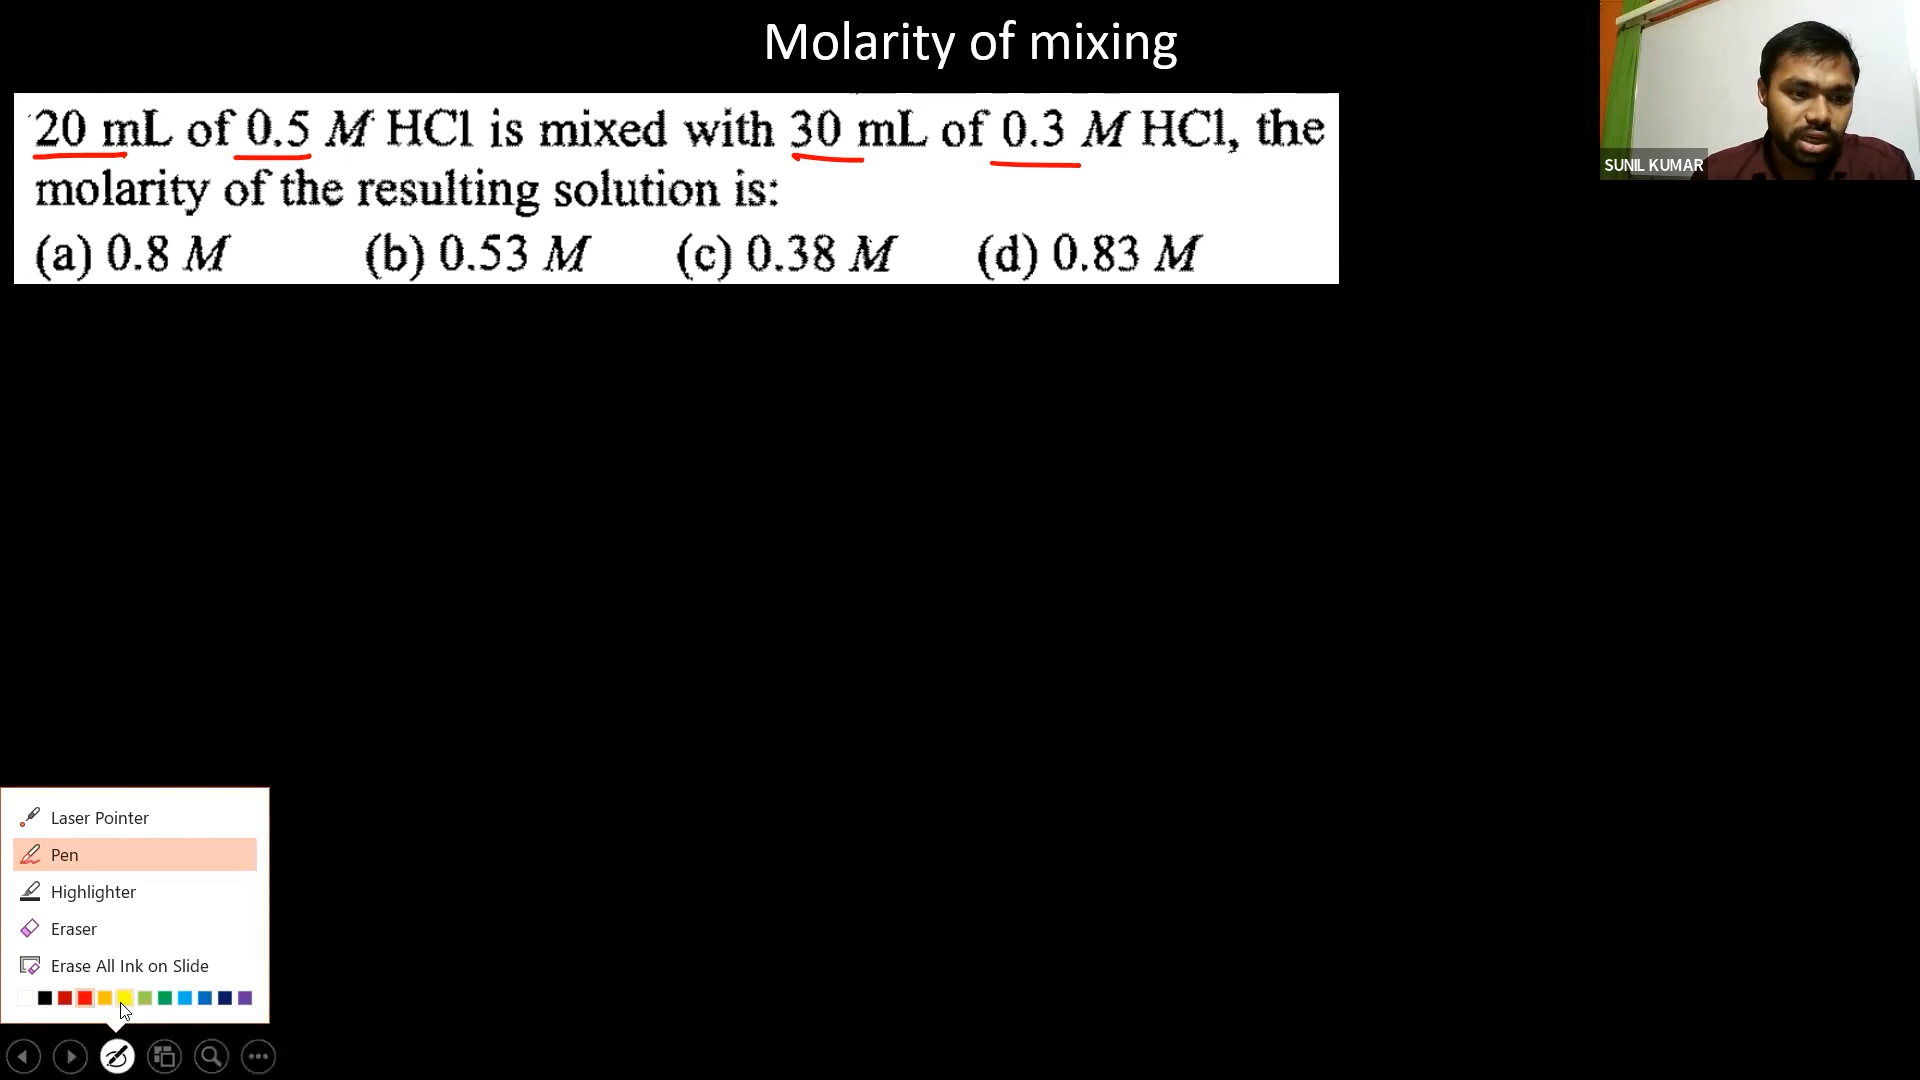 Molarity of mixing
20 mL of 0.5 M HCl is mixed with 30 mL of 0.3 M HCl, the
molarity of the resulting solution is:
(a) 0.8 M (b) 0.53 M (c) 0.38 M (d) 0.83 M
SUNIL KUMAR
Laser Pointer
Pen
Highlighter
Eraser
Erase All Ink on Slide